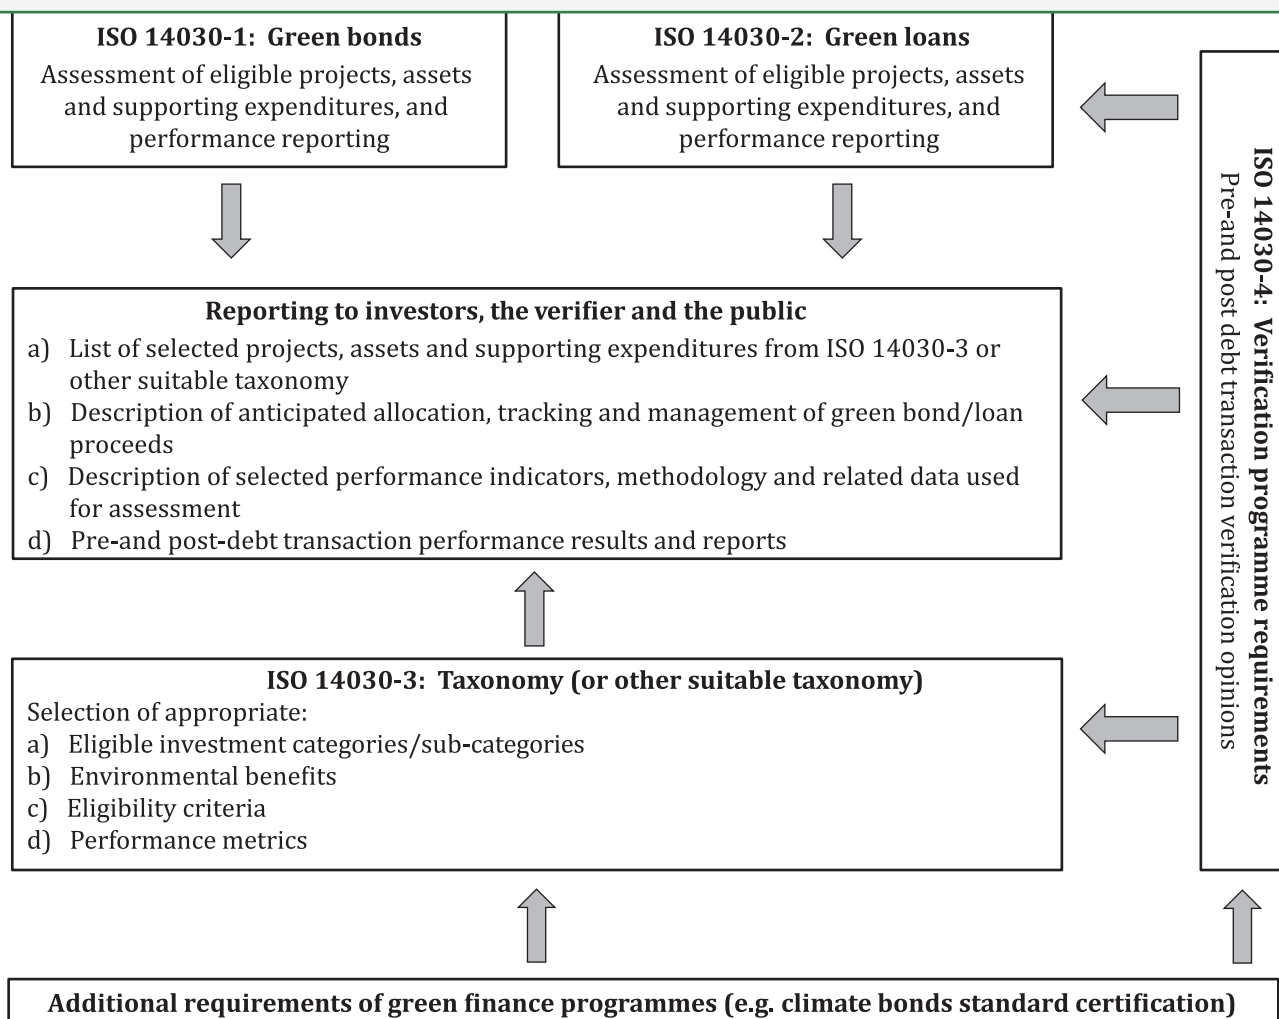 ISO 14030-1: Green bonds
Assessment of eligible projects, assets
and supporting expenditures, and
performance reporting
ISO 14030-2: Green loans
Assessment of eligible projects, assets
and supporting expenditures, and
performance reporting
ISO 14030-4: Verification programme requirements
Pre-and post debt transaction verification opinions
Reporting to investors, the verifier and the public
a) List of selected projects, assets and supporting expenditures from ISO 14030-3 or
other suitable taxonomy
b) Description of anticipated allocation, tracking and management of green bond/loan
proceeds
c) Description of selected performance indicators, methodology and related data used
for assessment
d) Pre-and post-debt transaction performance results and reports
ISO 14030-3: Taxonomy (or other suitable taxonomy)
Selection of appropriate:
a) Eligible investment categories/sub-categories
b) Environmental benefits
c) Eligibility criteria
d) Performance metrics
Additional requirements of green finance programmes (e.g. climate bonds standard certification)